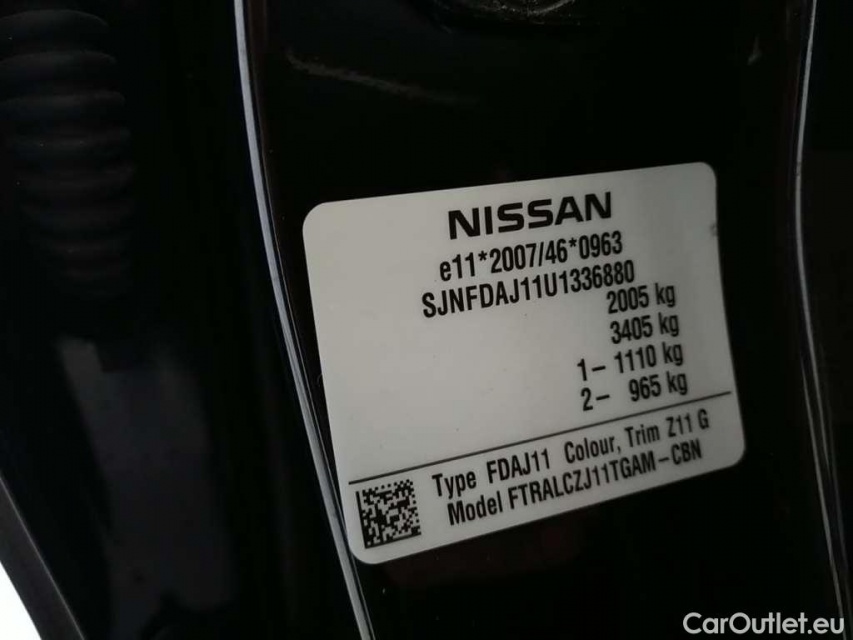 NISSAN
e11*2007/46*0963
SJNFDAJ11U1336880
2005 kg
3405 kg
1- 1110 kg
2- 965 kg
Type FDAJ11 Colour, Trim Z11 G
Model FTRALCZJ11TGAM-CBN
CarOutlet.eu